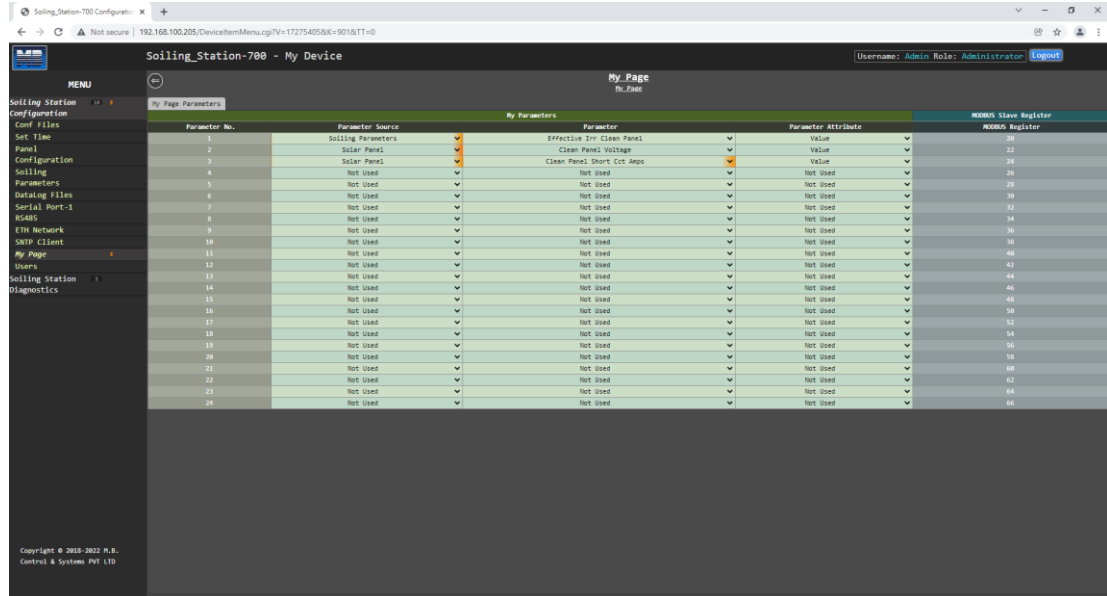 Soiling_Station-700 Configuratio
Not secure 192.168.100.205/DeviceItemMenu.cgi?V=17275405&K=901&TT=0
Soiling_Station-700 - My Device
Username: Admin Role: Administrator Logout
MENU
My Page
My Page
Soiling Station
Configuration
Conf Files
Set Time
Panel
Configuration
Soiling
Parameters
DataLog Files
Serial Port-1
RS485
ETH Network
SNTP Client
My Page
Users
Soiling Station
Diagnostics
My Page Parameters
My Parameters MODBUS Slave Register
Parameter No. Parameter Source Parameter Parameter Attribute MODBUS Register
1 Soiling Parameters Effective Irr Clean Panel Value 20
2 Solar Panel Clean Panel Voltage Value 22
3 Solar Panel Clean Panel Short Cct Amps Value 24
4 Not Used Not Used Not Used 26
5 Not Used Not Used Not Used 28
6 Not Used Not Used Not Used 30
7 Not Used Not Used Not Used 32
8 Not Used Not Used Not Used 34
9 Not Used Not Used Not Used 36
10 Not Used Not Used Not Used 38
11 Not Used Not Used Not Used 40
12 Not Used Not Used Not Used 42
13 Not Used Not Used Not Used 44
14 Not Used Not Used Not Used 46
15 Not Used Not Used Not Used 48
16 Not Used Not Used Not Used 50
17 Not Used Not Used Not Used 52
18 Not Used Not Used Not Used 54
19 Not Used Not Used Not Used 56
20 Not Used Not Used Not Used 58
21 Not Used Not Used Not Used 60
22 Not Used Not Used Not Used 62
23 Not Used Not Used Not Used 64
24 Not Used Not Used Not Used 66
Copyright © 2018-2022 M.B.
Control & Systems PVT LTD